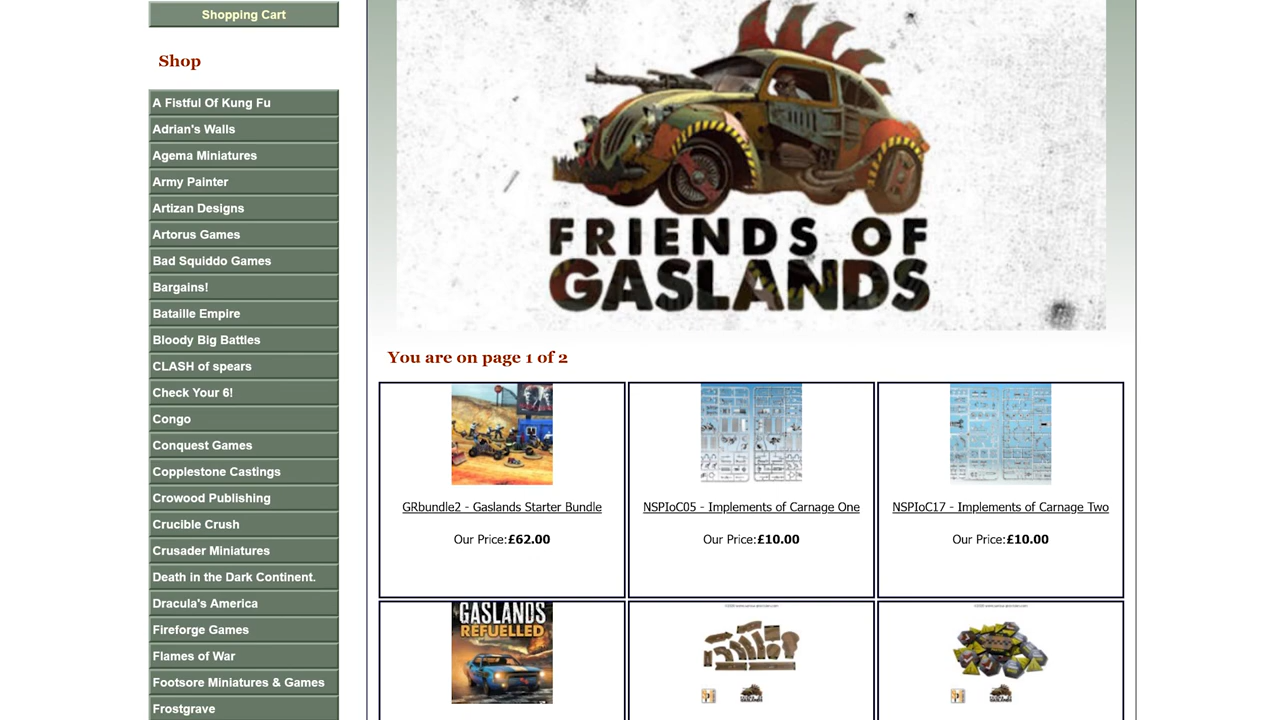 Shopping Cart
Shop
A Fistful Of Kung Fu
Adrian's Walls
Agema Miniatures
Army Painter
Artizan Designs
Artorus Games
Bad Squiddo Games
Bargains!
Bataille Empire
Bloody Big Battles
CLASH of spears
Check Your 6!
Congo
Conquest Games
Copplestone Castings
Crowood Publishing
Crucible Crush
Crusader Miniatures
Death in the Dark Continent.
Dracula's America
Fireforge Games
Flames of War
Footsore Miniatures & Games
Frostgrave
FRIENDS OF
GASLANDS
You are on page 1 of 2
GRbundle2 - Gaslands Starter Bundle
Our Price:£62.00
NSPIoC05 - Implements of Carnage One
Our Price:£10.00
NSPIoC17 - Implements of Carnage Two
Our Price:£10.00
GASLANDS
REFUELLED